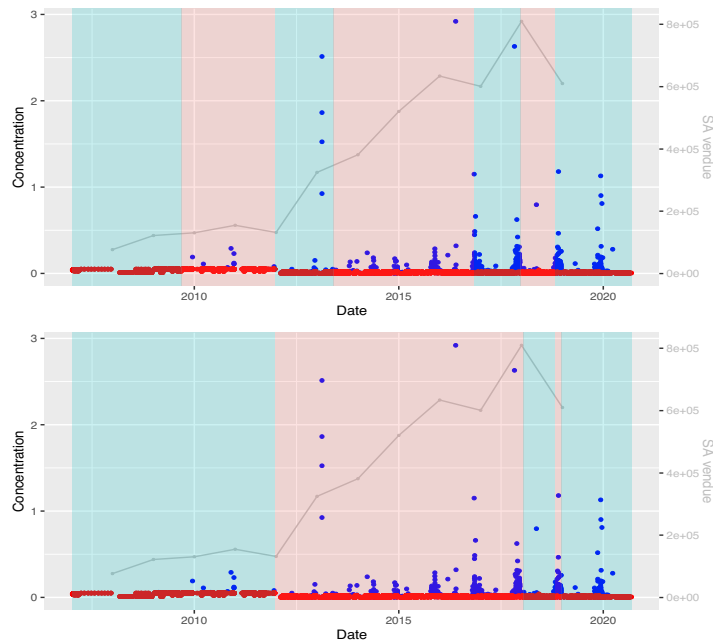 3
2
1
0
Concentration
8e+05
6e+05
4e+05
2e+05
0e+00
SA vendue
2010
2015
2020
Date
3
2
1
0
Concentration
8e+05
6e+05
4e+05
2e+05
0e+00
SA vendue
2010
2015
2020
Date